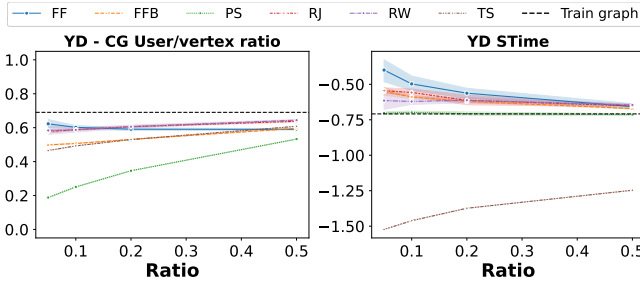 FF FFB PS RJ RW TS Train graph
YD - CG User/vertex ratio
1.0
0.8
0.6
0.4
0.2
0.0
0.1 0.2 0.3 0.4 0.5
Ratio
YD STime
−0.50
−0.75
−1.00
−1.25
−1.50
0.1 0.2 0.3 0.4 0.5
Ratio